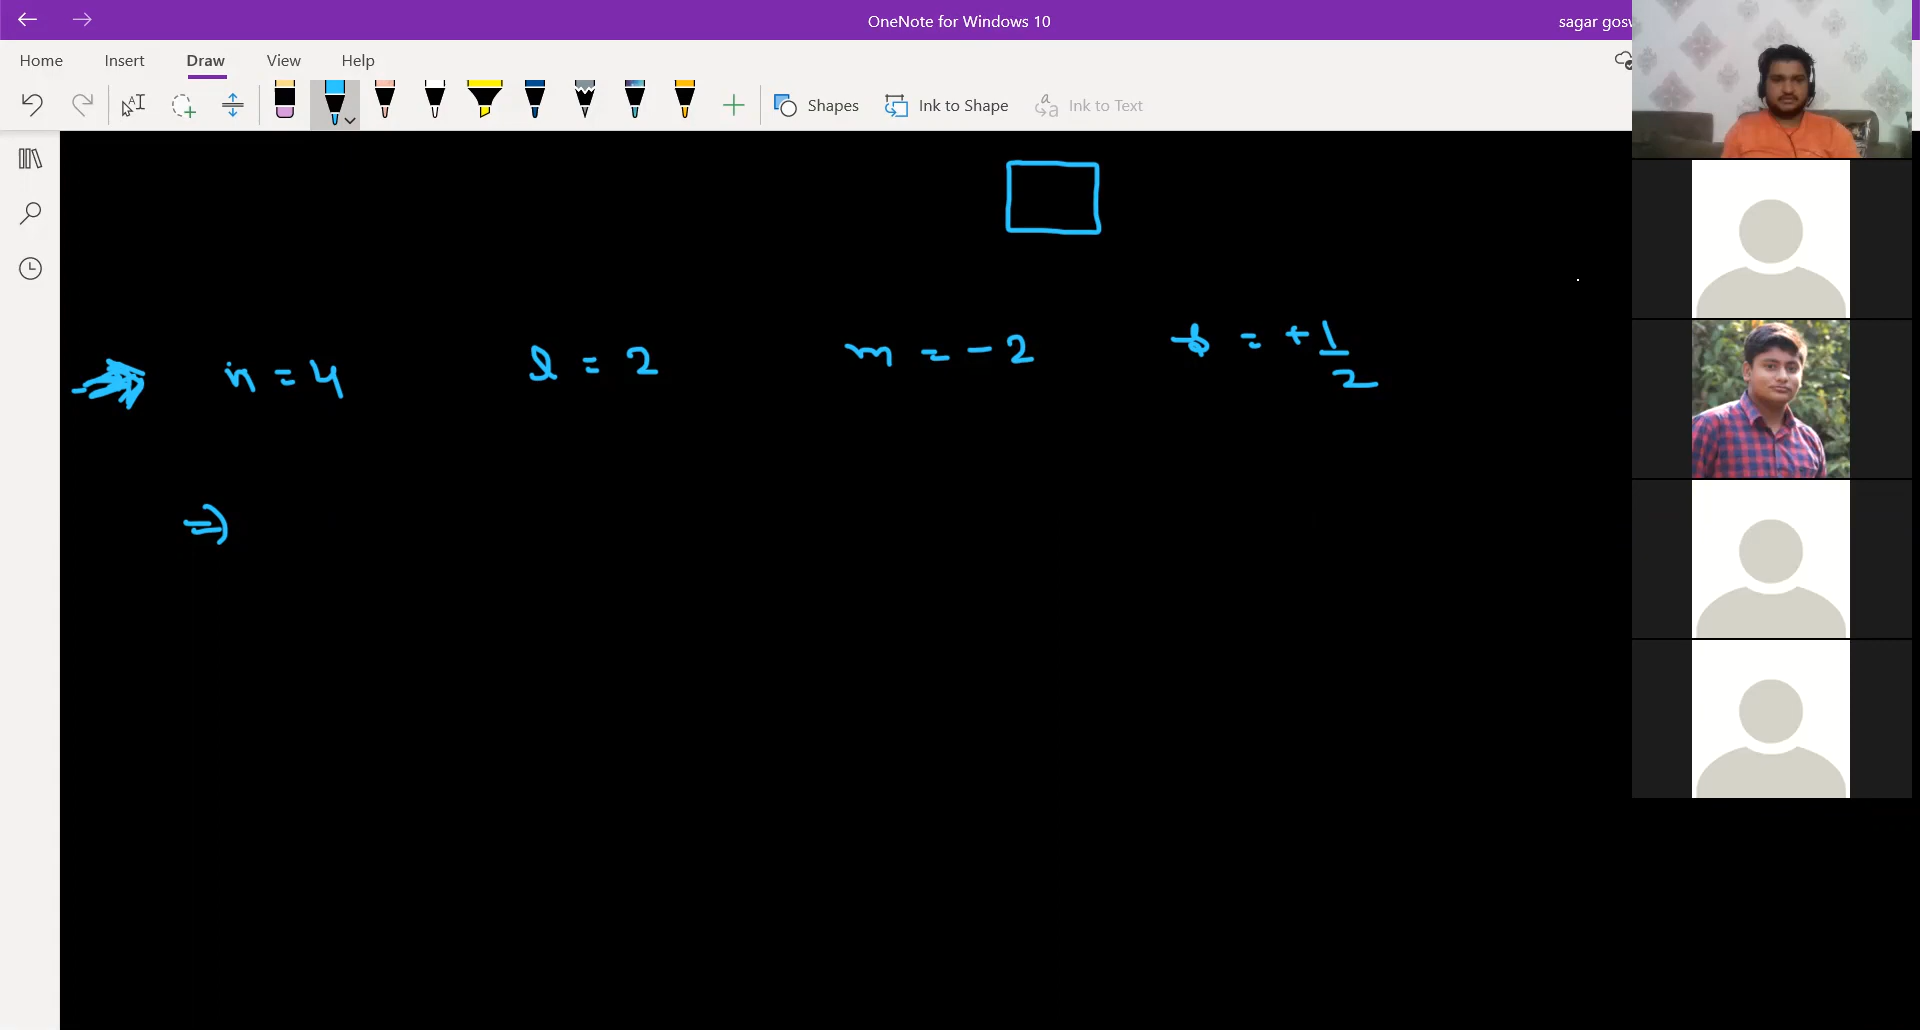 OneNote for Windows 10
sagar gosw
Home Insert Draw View Help
Shapes Ink to Shape Ink to Text
n = 4 l = 2 m = - 2 s = + 1/2
⇒